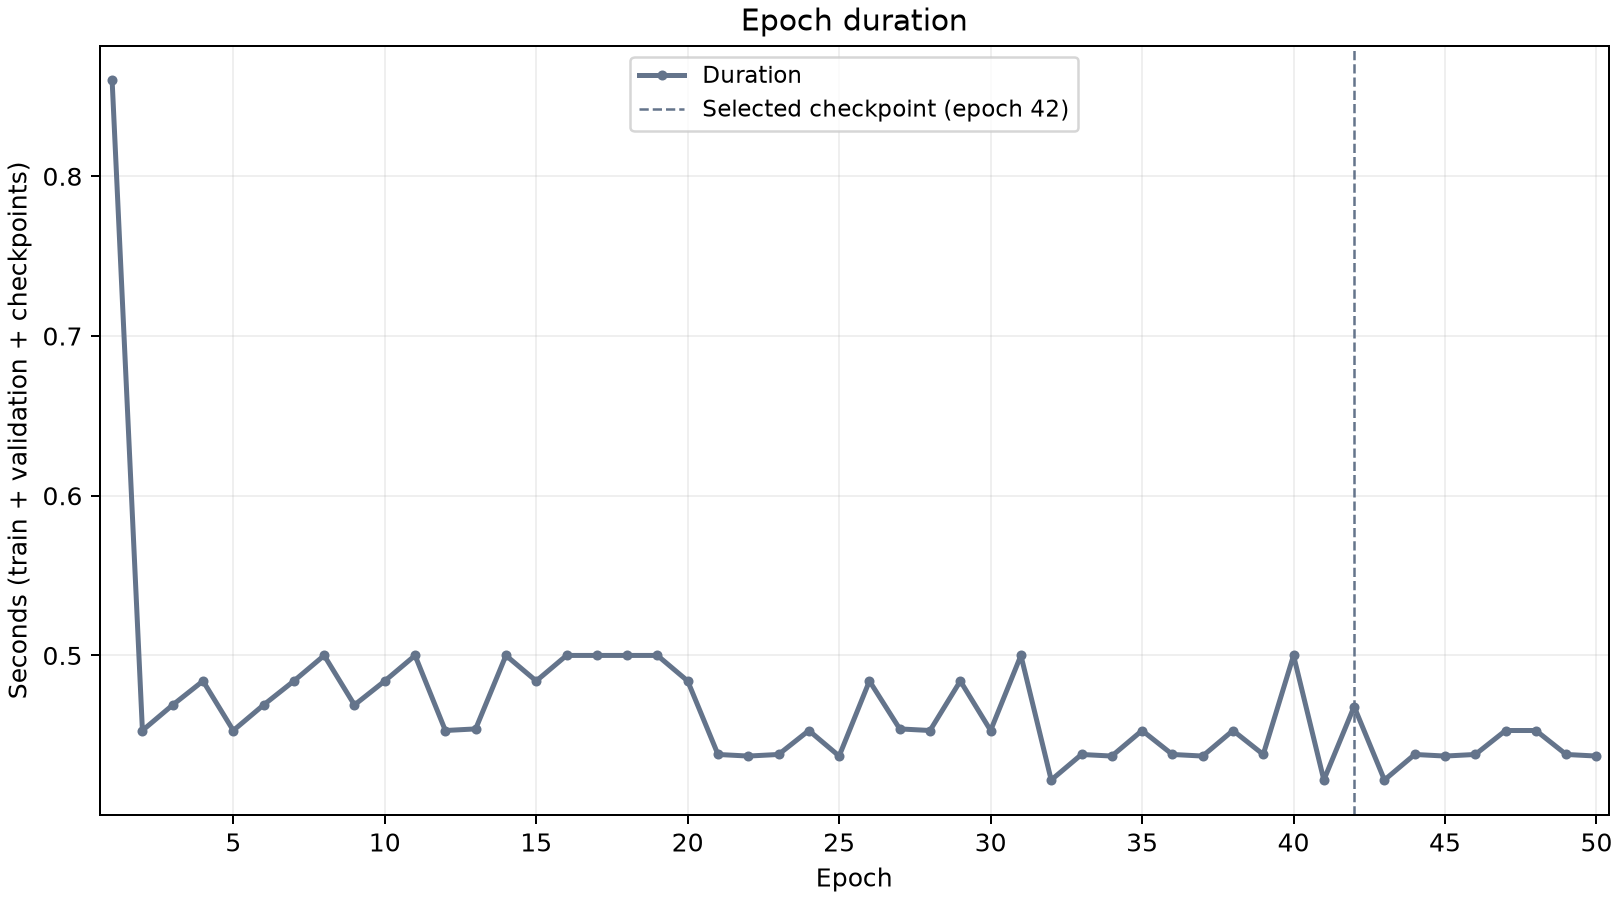 Epoch duration
Duration
Selected checkpoint (epoch 42)
Seconds (train + validation + checkpoints)
0.8
0.7
0.6
0.5
5
10
15
20
25
30
35
40
45
50
Epoch